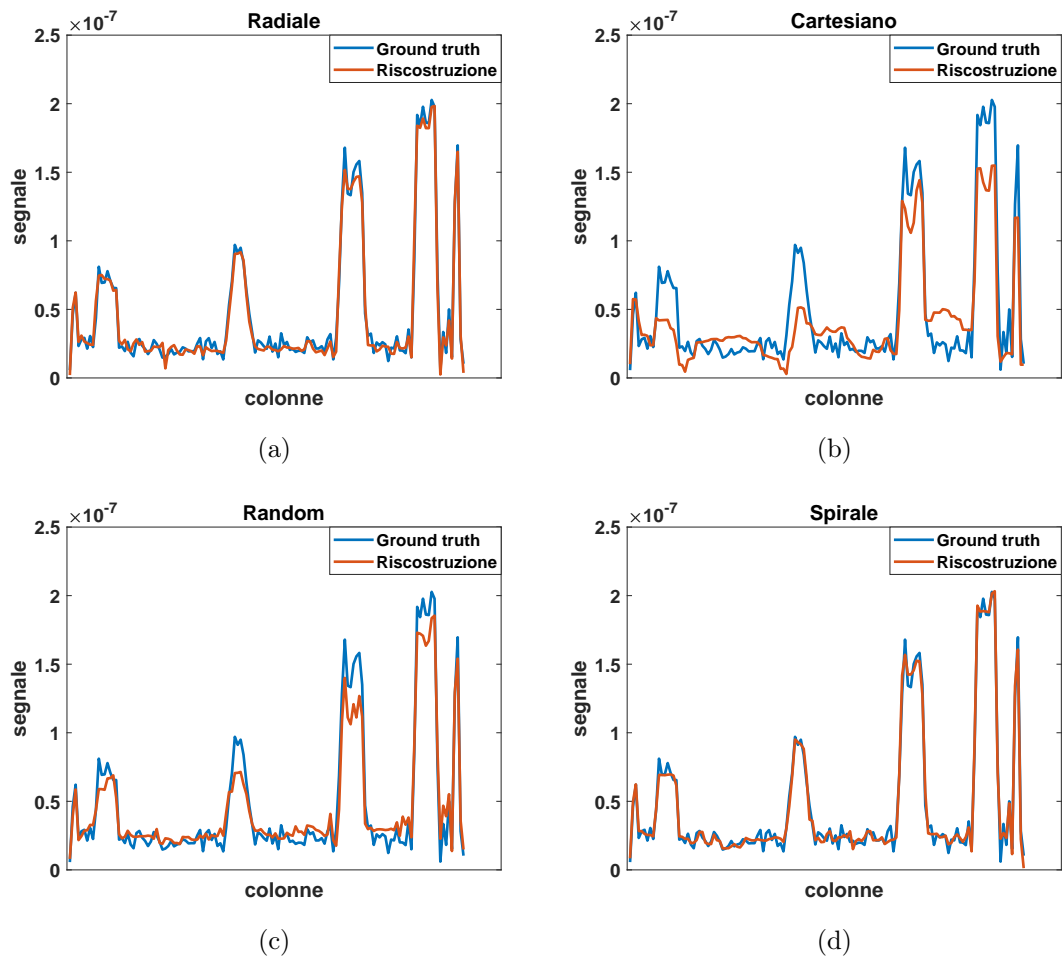 ×10⁻⁷
Radiale
2.5
2
1.5
1
0.5
0
segnale
colonne
Ground truth
Riscostruzione
(a)
×10⁻⁷
Cartesiano
2.5
2
1.5
1
0.5
0
segnale
colonne
Ground truth
Riscostruzione
(b)
×10⁻⁷
Random
2.5
2
1.5
1
0.5
0
segnale
colonne
Ground truth
Riscostruzione
(c)
×10⁻⁷
Spirale
2.5
2
1.5
1
0.5
0
segnale
colonne
Ground truth
Riscostruzione
(d)